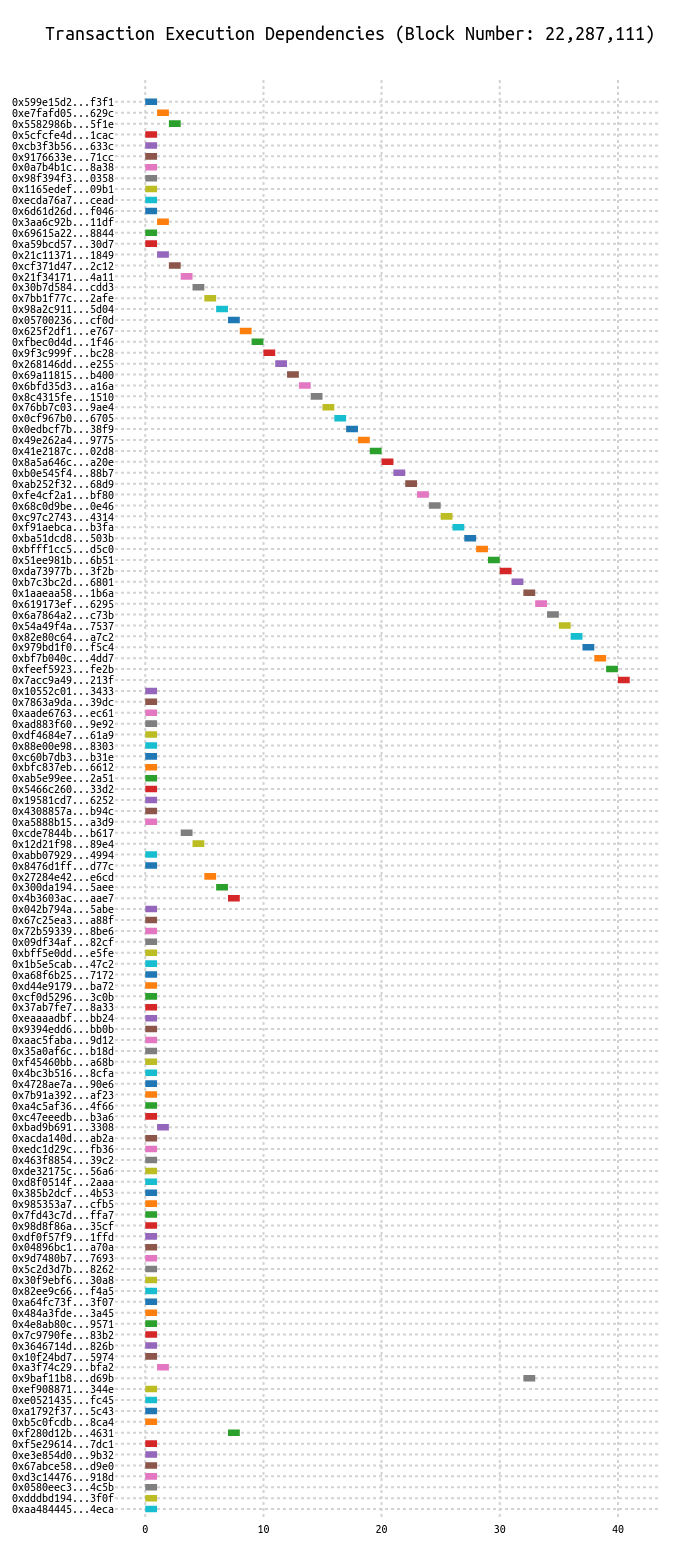 Transaction Execution Dependencies (Block Number: 22,287,111)
0x599e15d2...f3f1
0xe7fafd05...629c
0x5582986b...5f1e
0x5cfcfe4d...1cac
0xcb3f3b56...633c
0x9176633e...71cc
0x0a7b4b1c...8a38
0x98f394f3...0358
0x1165edef...09b1
0xecda76a7...cead
0x6d61d26d...f046
0x3aa6c92b...11df
0x69615a22...8844
0xa59bcd57...30d7
0x21c11371...1849
0xcf371d47...2c12
0x21f34171...4a11
0x30b7d584...cdd3
0x7bb1f77c...2afe
0x98a2c911...5d04
0x05700236...cf0d
0x625f2df1...e767
0xfbec0d4d...1f46
0x9f3c999f...bc28
0x268146dd...e255
0x69a11815...b400
0x6bfd35d3...a16a
0x8c4315fe...1510
0x76bb7c03...9ae4
0x0cf967b0...6705
0x0edbcf7b...38f9
0x49e262a4...9775
0x41e2187c...02d8
0x8a5a646c...a20e
0xb0e545f4...88b7
0xab252f32...68d9
0xfe4cf2a1...bf80
0x68c0d9be...0e46
0xc97c2743...4314
0xf91aebca...b3fa
0xba51dcd8...503b
0xbfff1cc5...d5c0
0x51ee981b...6b51
0xda73977b...3f2b
0xb7c3bc2d...6801
0x1aaeaa58...1b6a
0x619173ef...6295
0x6a7864a2...c73b
0x54a49f4a...7537
0x82e80c64...a7c2
0x979bd1f0...f5c4
0xbf7b040c...4dd7
0xfeef5923...fe2b
0x7acc9a49...213f
0x10552c01...3433
0x7863a9da...39dc
0xaade6763...ec61
0xad883f60...9e92
0xdf4684e7...61a9
0x88e00e98...8303
0xc60b7db3...b31e
0xbfc837eb...6612
0xab5e99ee...2a51
0x5466c260...33d2
0x19581cd7...6252
0x4308857a...b94c
0xa5888b15...a3d9
0xcde7844b...b617
0x12d21f98...89e4
0xabb07929...4994
0x8476d1ff...d77c
0x27284e42...e6cd
0x300da194...5aee
0x4b3603ac...aae7
0x042b794a...5abe
0x67c25ea3...a88f
0x72b59339...8be6
0x09df34af...82cf
0xbff5e0dd...e5fe
0x1b5e5cab...47c2
0xa68f6b25...7172
0xd44e9179...ba72
0xcf0d5296...3c0b
0x37ab7fe7...8a33
0xeaaaadbf...bb24
0x9394edd6...bb0b
0xaac5faba...9d12
0x35a0af6c...b18d
0xf45460bb...a68b
0x4bc3b516...8cfa
0x4728ae7a...90e6
0x7b91a392...af23
0xa4c5af36...4f66
0xc47eeedb...b3a6
0xbad9b691...3308
0xacda140d...ab2a
0xedc1d29c...fb36
0x463f8854...39c2
0xde32175c...56a6
0xd8f0514f...2aaa
0x385b2dcf...4b53
0x985353a7...cfb5
0x7fd43c7d...ffa7
0x98d8f86a...35cf
0xdf0f57f9...1ffd
0x04896bc1...a70a
0x9d7480b7...7693
0x5c2d3d7b...8262
0x30f9ebf6...30a8
0x82ee9c66...f4a5
0xa64fc73f...3f07
0x484a3fde...3a45
0x4e8ab80c...9571
0x7c9790fe...83b2
0x3646714d...826b
0x10f24bd7...5974
0xa3f74c29...bfa2
0x9baf11b8...d69b
0xef908871...344e
0xe0521435...fc45
0xa1792f37...5c43
0xb5c0fcdb...8ca4
0xf280d12b...4631
0xf5e29614...7dc1
0xe3e854d0...9b32
0x67abce58...d9e0
0xd3c14476...918d
0x0580eec3...4c5b
0xdddbd194...3f0f
0xaa484445...4eca
0 10 20 30 40